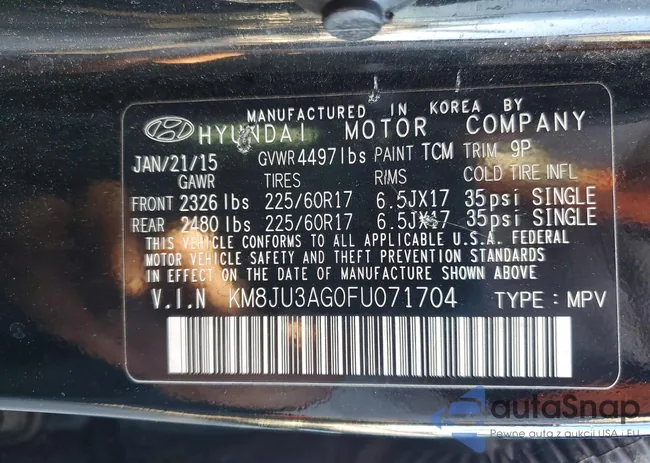 MANUFACTURED IN KOREA BY
HYUNDAI MOTOR COMPANY
JAN/21/15 GVWR 4497 lbs PAINT TCM TRIM 9P
GAWR TIRES RIMS COLD TIRE INFL
FRONT 2326 lbs 225/60R17 6.5JX17 35psi SINGLE
REAR 2480 lbs 225/60R17 6.5JX17 35psi SINGLE
THIS VEHICLE CONFORMS TO ALL APPLICABLE U.S.A. FEDERAL
MOTOR VEHICLE SAFETY AND THEFT PREVENTION STANDARDS
IN EFFECT ON THE DATE OF MANUFACTURE SHOWN ABOVE
V.I.N KM8JU3AG0FU071704 TYPE : MPV
autaSnap
Pewne auta z aukcji USA i EU